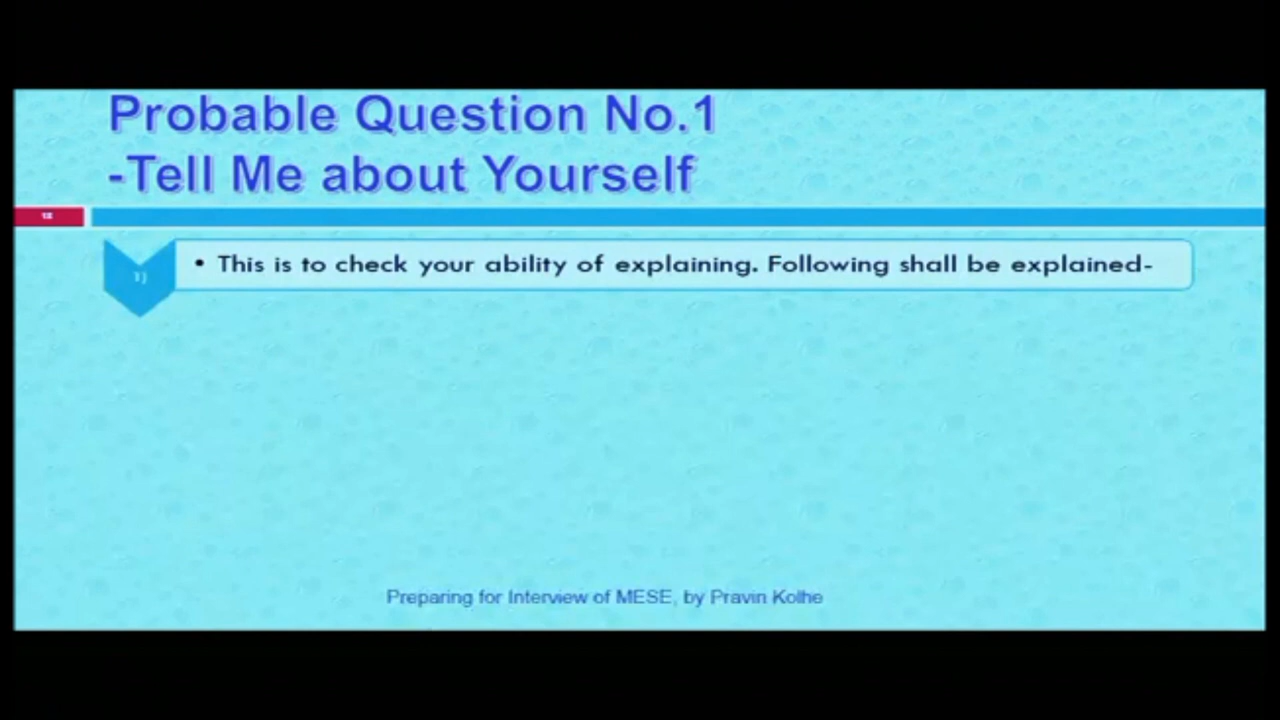 Probable Question No.1
-Tell Me about Yourself
1)
• This is to check your ability of explaining. Following shall be explained-
Preparing for Interview of MESE, by Pravin Kolhe